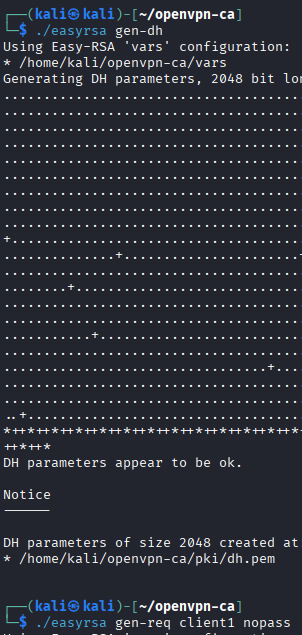 ┌──(kali㉿kali)-[~/openvpn-ca]
└─$ ./easyrsa gen-dh
Using Easy-RSA 'vars' configuration:
* /home/kali/openvpn-ca/vars
Generating DH parameters, 2048 bit
.......................................
.......................................
.......................................
.......................................
.......................................
.......................................
.......................................
.......................................
.......................................
+......................................
..............+......................+
.......................................
........+..............................
.......................................
.......................................
...........+...........................
.......................................
.................................+.....
.......................................
.......................................
..+....................................
*++*++*++*++*++*++*++*++*++*++*++*++*
++*++*
DH parameters appear to be ok.
Notice
------
DH parameters of size 2048 created at
* /home/kali/openvpn-ca/pki/dh.pem
┌──(kali㉿kali)-[~/openvpn-ca]
└─$ ./easyrsa gen-req client1 nopass